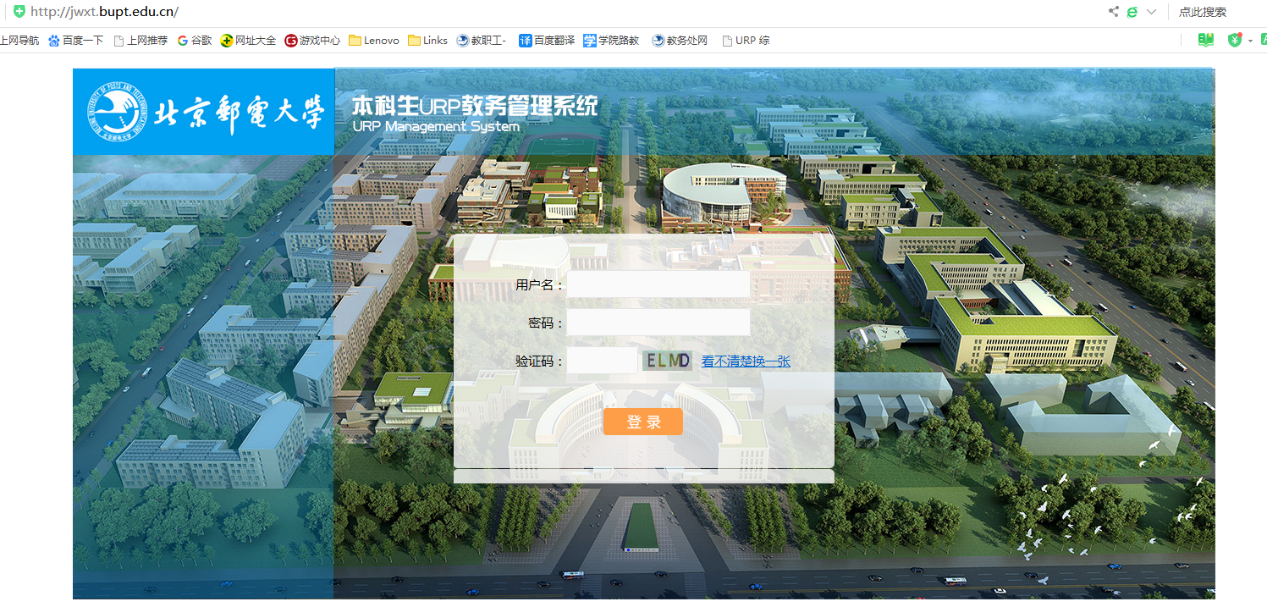 http://jwxt.bupt.edu.cn/
点此搜索
上网导航 百度一下 上网推荐 谷歌 网址大全 游戏中心 Lenovo Links 教职工- 百度翻译 学院路教 教务处网 URP 综
北京郵電大學
本科生URP教务管理系统
URP Management System
用户名：
密码：
验证码：
ELMD
看不清楚换一张
登 录